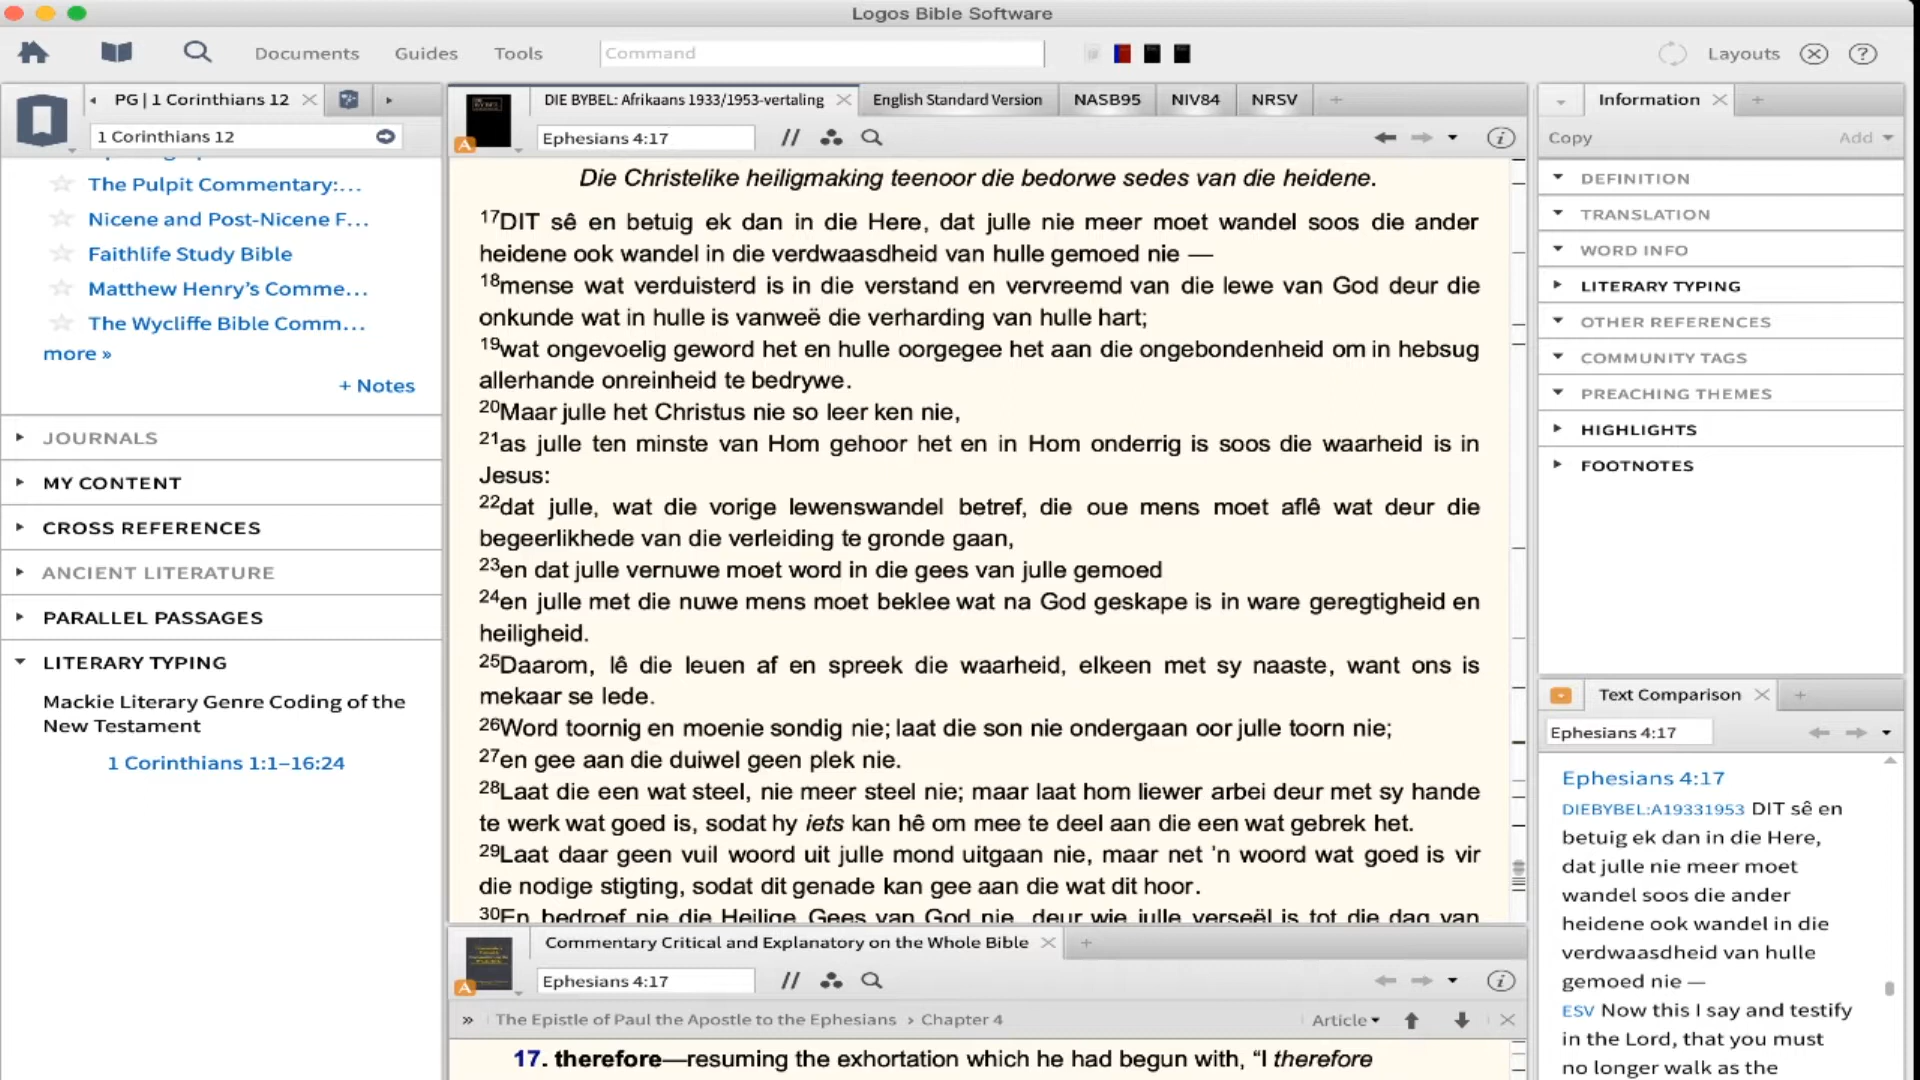 Logos Bible Software
Documents
Guides
Tools
Command
Layouts
PG | 1 Corinthians 12
1 Corinthians 12
The Pulpit Commentary:...
Nicene and Post-Nicene F...
Faithlife Study Bible
Matthew Henry's Comme...
The Wycliffe Bible Comm...
more »
+ Notes
JOURNALS
MY CONTENT
CROSS REFERENCES
ANCIENT LITERATURE
PARALLEL PASSAGES
LITERARY TYPING
Mackie Literary Genre Coding of the
New Testament
1 Corinthians 1:1–16:24
DIE BYBEL: Afrikaans 1933/1953-vertaling
English Standard Version
NASB95
NIV84
NRSV
Ephesians 4:17
Die Christelike heiligmaking teenoor die bedorwe sedes van die heidene.
17DIT sê en betuig ek dan in die Here, dat julle nie meer moet wandel soos die ander
heidene ook wandel in die verdwaasdheid van hulle gemoed nie —
18mense wat verduisterd is in die verstand en vervreemd van die lewe van God deur die
onkunde wat in hulle is vanweë die verharding van hulle hart;
19wat ongevoelig geword het en hulle oorgegee het aan die ongebondenheid om in hebsug
allerhande onreinheid te bedrywe.
20Maar julle het Christus nie so leer ken nie,
21as julle ten minste van Hom gehoor het en in Hom onderrig is soos die waarheid is in
Jesus:
22dat julle, wat die vorige lewenswandel betref, die oue mens moet aflê wat deur die
begeerlikhede van die verleiding te gronde gaan,
23en dat julle vernuwe moet word in die gees van julle gemoed
24en julle met die nuwe mens moet beklee wat na God geskape is in ware geregtigheid en
heiligheid.
25Daarom, lê die leuen af en spreek die waarheid, elkeen met sy naaste, want ons is
mekaar se lede.
26Word toornig en moenie sondig nie; laat die son nie ondergaan oor julle toorn nie;
27en gee aan die duiwel geen plek nie.
28Laat die een wat steel, nie meer steel nie; maar laat hom liewer arbei deur met sy hande
te werk wat goed is, sodat hy iets kan hê om mee te deel aan die een wat gebrek het.
29Laat daar geen vuil woord uit julle mond uitgaan nie, maar net 'n woord wat goed is vir
die nodige stigting, sodat dit genade kan gee aan die wat dit hoor.
30En bedroef nie die Heilige Gees van God nie, deur wie julle verseël is tot die dag van
Commentary Critical and Explanatory on the Whole Bible
Ephesians 4:17
» The Epistle of Paul the Apostle to the Ephesians › Chapter 4
Article
17. therefore—resuming the exhortation which he had begun with, “I therefore
Information
Copy
Add
DEFINITION
TRANSLATION
WORD INFO
LITERARY TYPING
OTHER REFERENCES
COMMUNITY TAGS
PREACHING THEMES
HIGHLIGHTS
FOOTNOTES
Text Comparison
Ephesians 4:17
Ephesians 4:17
DIEBYBEL:A19331953 DIT sê en
betuig ek dan in die Here,
dat julle nie meer moet
wandel soos die ander
heidene ook wandel in die
verdwaasdheid van hulle
gemoed nie —
ESV Now this I say and testify
in the Lord, that you must
no longer walk as the